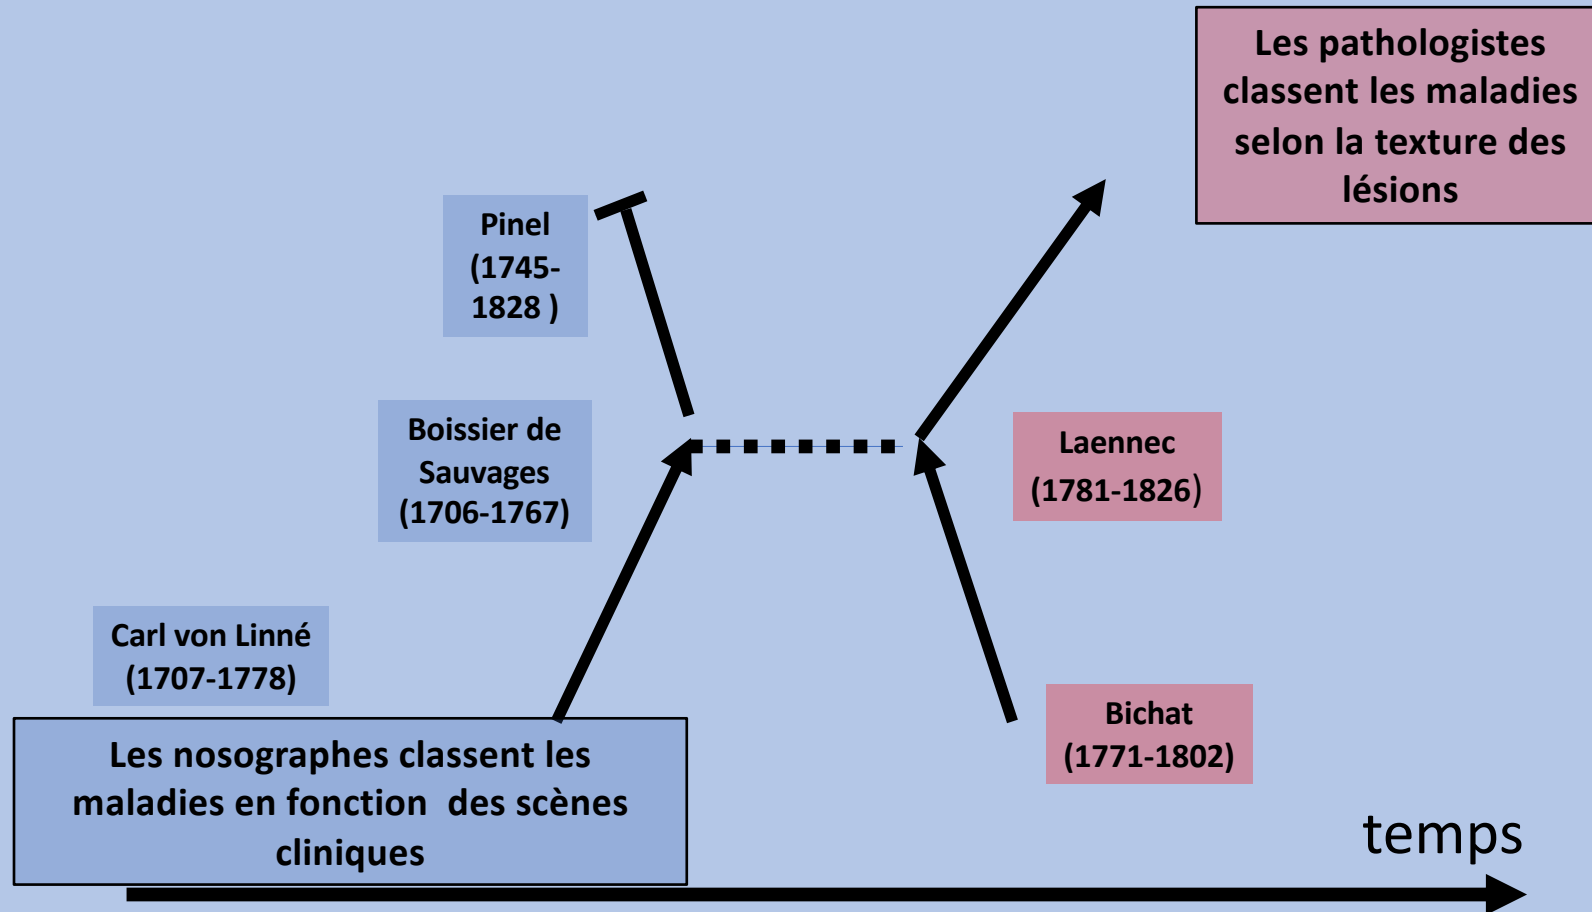 Les pathologistes
classent les maladies
selon la texture des
lésions
Pinel
(1745-
1828 )
Boissier de
Sauvages
(1706-1767)
Laennec
(1781-1826)
Carl von Linné
(1707-1778)
Bichat
(1771-1802)
Les nosographes classent les
maladies en fonction  des scènes
cliniques
temps